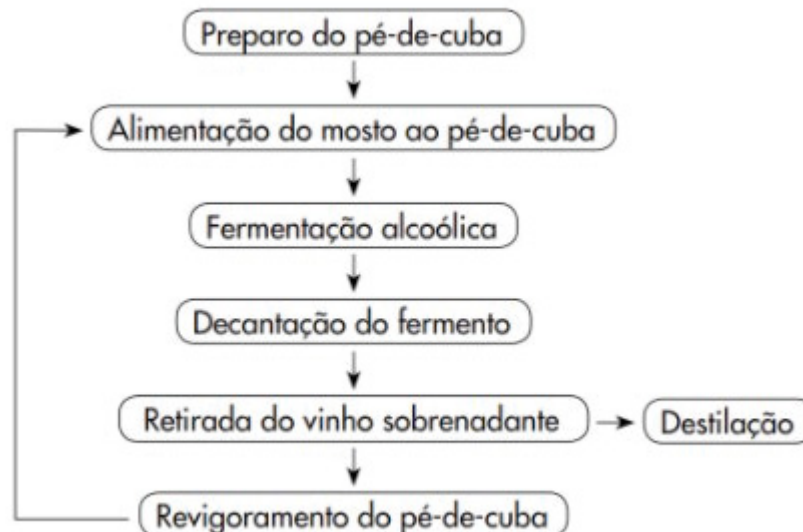 Preparo do pé-de-cuba
Alimentação do mosto ao pé-de-cuba
Fermentação alcoólica
Decantação do fermento
Retirada do vinho sobrenadante
Destilação
Revigoramento do pé-de-cuba